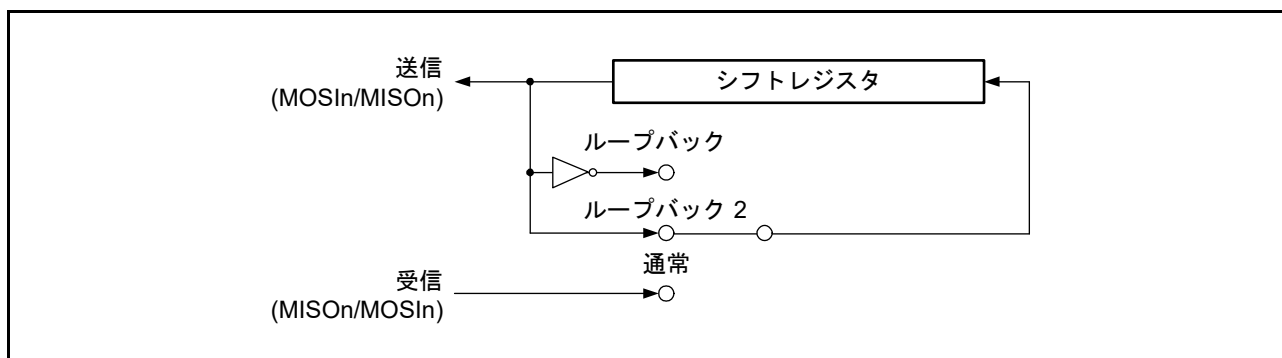 送信
(MOSIn/MISOn)
シフトレジスタ
ループバック
ループバック 2
通常
受信
(MISOn/MOSIn)